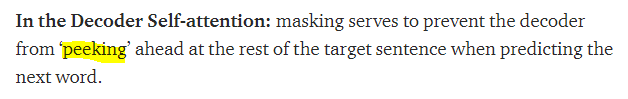 In the Decoder Self-attention: masking serves to prevent the decoder
from ‘peeking’ ahead at the rest of the target sentence when predicting the
next word.